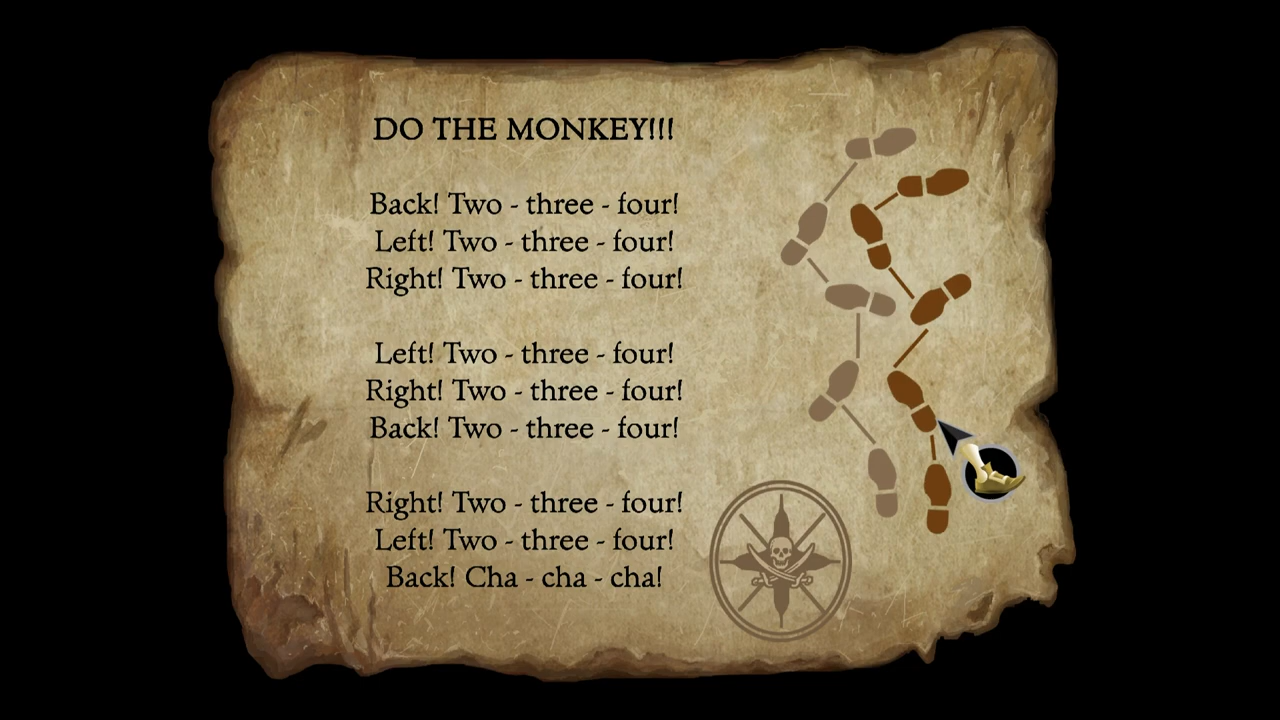 DO THE MONKEY!!!
Back! Two - three - four!
Left! Two - three - four!
Right! Two - three - four!
Left! Two - three - four!
Right! Two - three - four!
Back! Two - three - four!
Right! Two - three - four!
Left! Two - three - four!
Back! Cha - cha - cha!